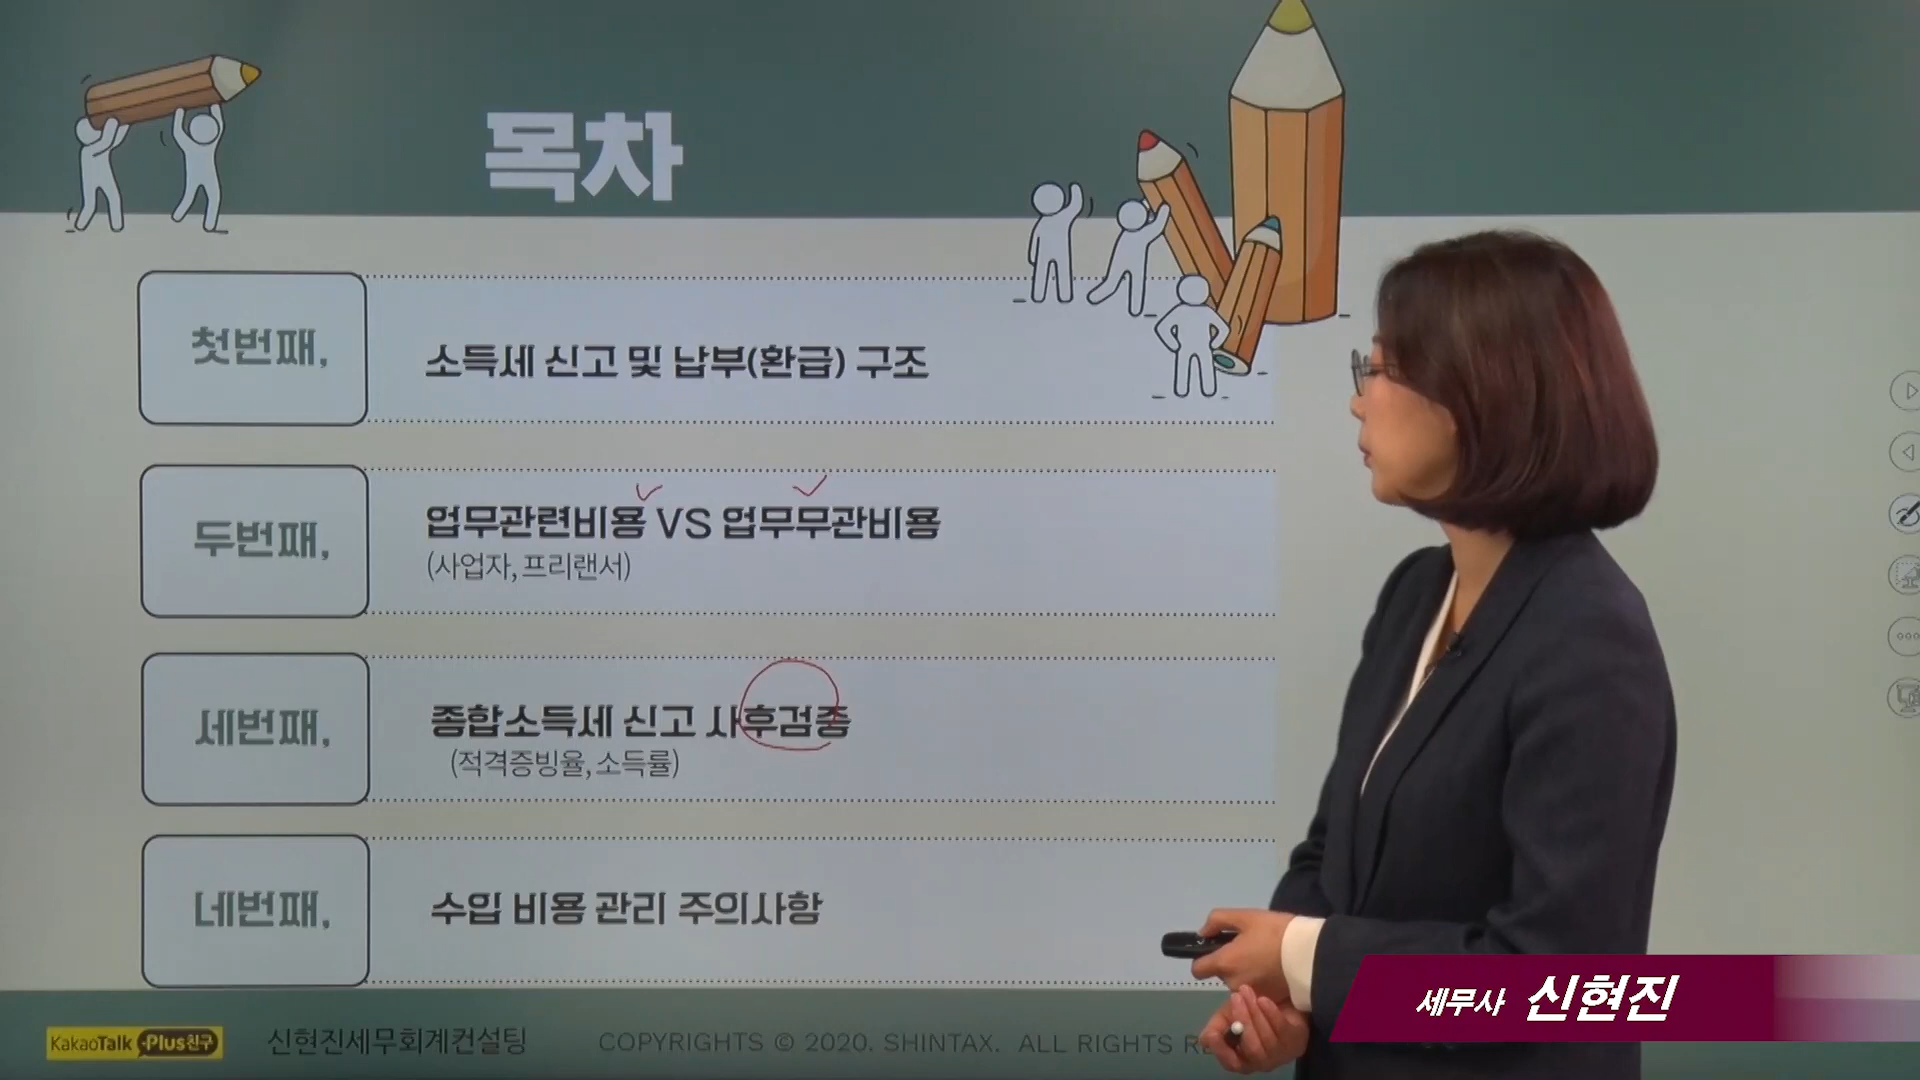 목차
첫번째,
소득세 신고 및 납부(환급) 구조
두번째,
업무관련비용 VS 업무무관비용
(사업자, 프리랜서)
세번째,
종합소득세 신고 사후검증
(적격증빙율, 소득률)
네번째,
수입 비용 관리 주의사항
세무사 신현진
KakaoTalk Plus친구
신현진세무회계컨설팅
COPYRIGHTS © 2020. SHINTAX. ALL RIGHTS